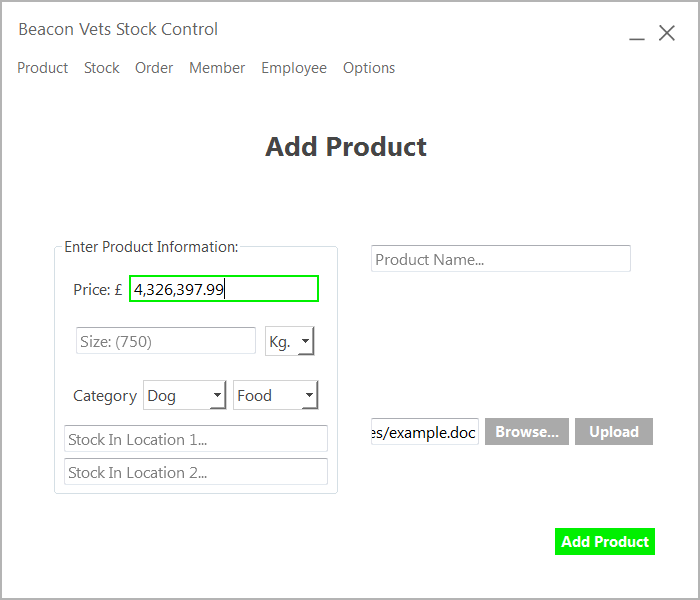 Beacon Vets Stock Control
Product Stock Order Member Employee Options
Add Product
Enter Product Information:
Price: £ 4,326,397.99
Size: (750) Kg.
Category Dog Food
Stock In Location 1...
Stock In Location 2...
Product Name...
es/example.doc Browse... Upload
Add Product